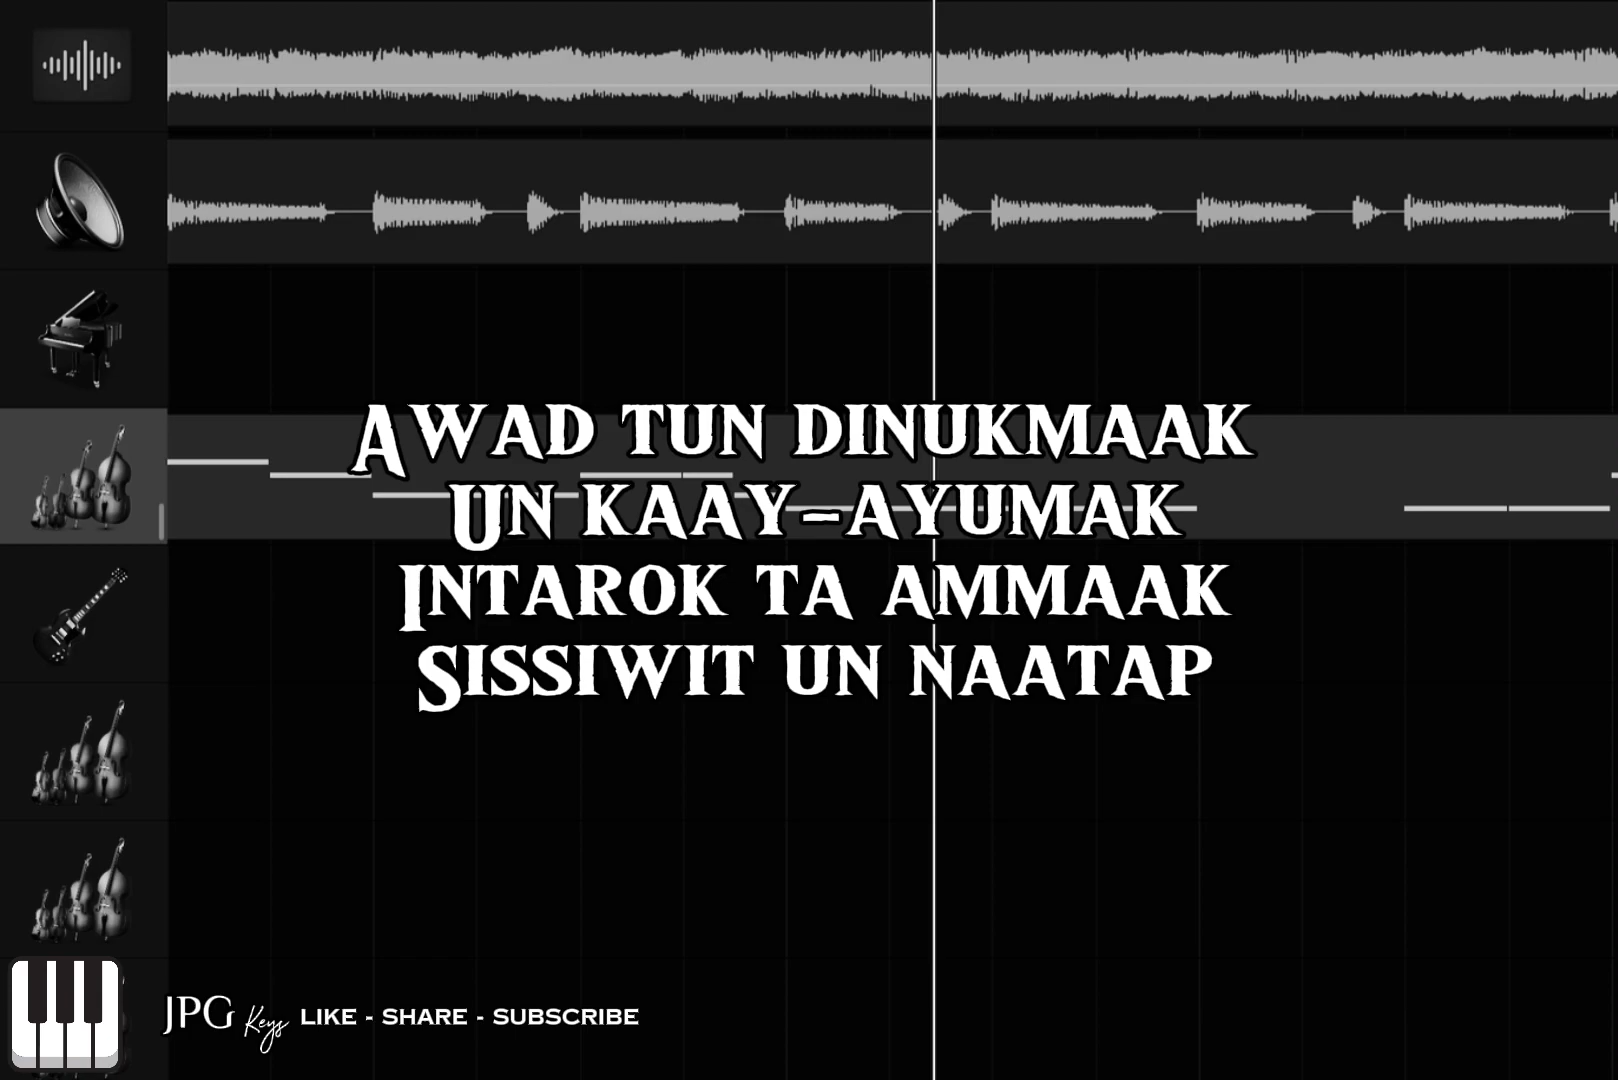 Awad tun dinukmaak
Un kaay-ayumak
Intarok ta ammaak
Sissiwit un naatap
JPG Keys LIKE - SHARE - SUBSCRIBE